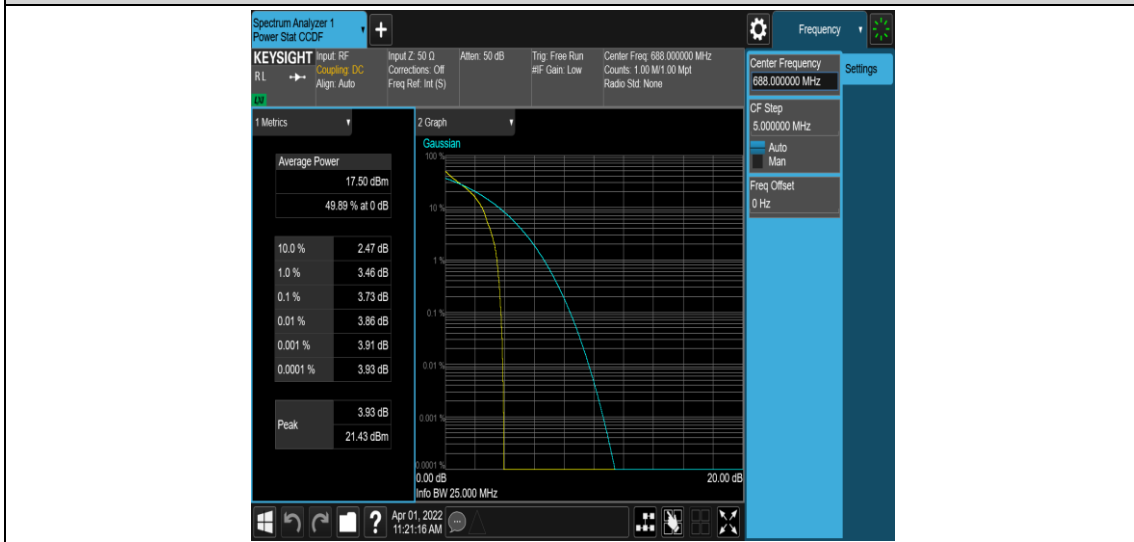 Spectrum Analyzer 1
Power Stat CCDF
Frequency
KEYSIGHT
RL
Input: RF
Coupling: DC
Align: Auto
Input Z: 50 Ω
Corrections: Off
Freq Ref: Int (S)
Atten: 50 dB
Trig: Free Run
#IF Gain: Low
Center Freq: 688.000000 MHz
Counts: 1.00 M/1.00 Mpt
Radio Std: None
Center Frequency
688.000000 MHz
Settings
CF Step
5.000000 MHz
Auto
Man
Freq Offset
0 Hz
1 Metrics
Average Power
17.50 dBm
49.89 % at 0 dB
10.0 % 2.47 dB
1.0 % 3.46 dB
0.1 % 3.73 dB
0.01 % 3.86 dB
0.001 % 3.91 dB
0.0001 % 3.93 dB
Peak
3.93 dB
21.43 dBm
2 Graph
Gaussian
100 %
10 %
1 %
0.1 %
0.01 %
0.001 %
0.0001 %
0.00 dB 20.00 dB
Info BW 25.000 MHz
?
Apr 01, 2022
11:21:16 AM